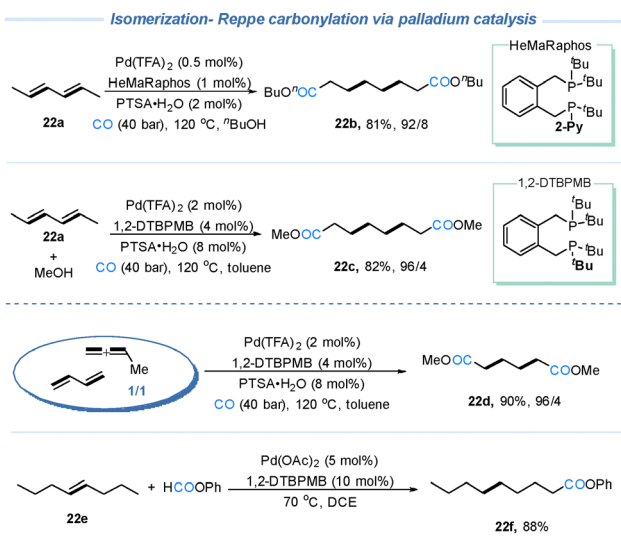 Isomerization- Reppe carbonylation via palladium catalysis
Pd(TFA)2 (0.5 mol%)
HeMaRaphos (1 mol%)
PTSA•H2O (2 mol%)
CO (40 bar), 120 °C, nBuOH
22a
BunOOC
COOnBu
22b, 81%, 92/8
HeMaRaphos
tBu
P
tBu
P
tBu
2-Py
22a
+
MeOH
Pd(TFA)2 (2 mol%)
1,2-DTBPMB (4 mol%)
PTSA•H2O (8 mol%)
CO (40 bar), 120 °C, toluene
MeOOC
COOMe
22c, 82%, 96/4
1,2-DTBPMB
tBu
P
tBu
P
tBu
tBu
+
Me
1/1
Pd(TFA)2 (2 mol%)
1,2-DTBPMB (4 mol%)
PTSA•H2O (8 mol%)
CO (40 bar), 120 °C, toluene
MeOOC
COOMe
22d, 90%, 96/4
22e
+ HCOOPh
Pd(OAc)2 (5 mol%)
1,2-DTBPMB (10 mol%)
70 °C, DCE
COOPh
22f, 88%